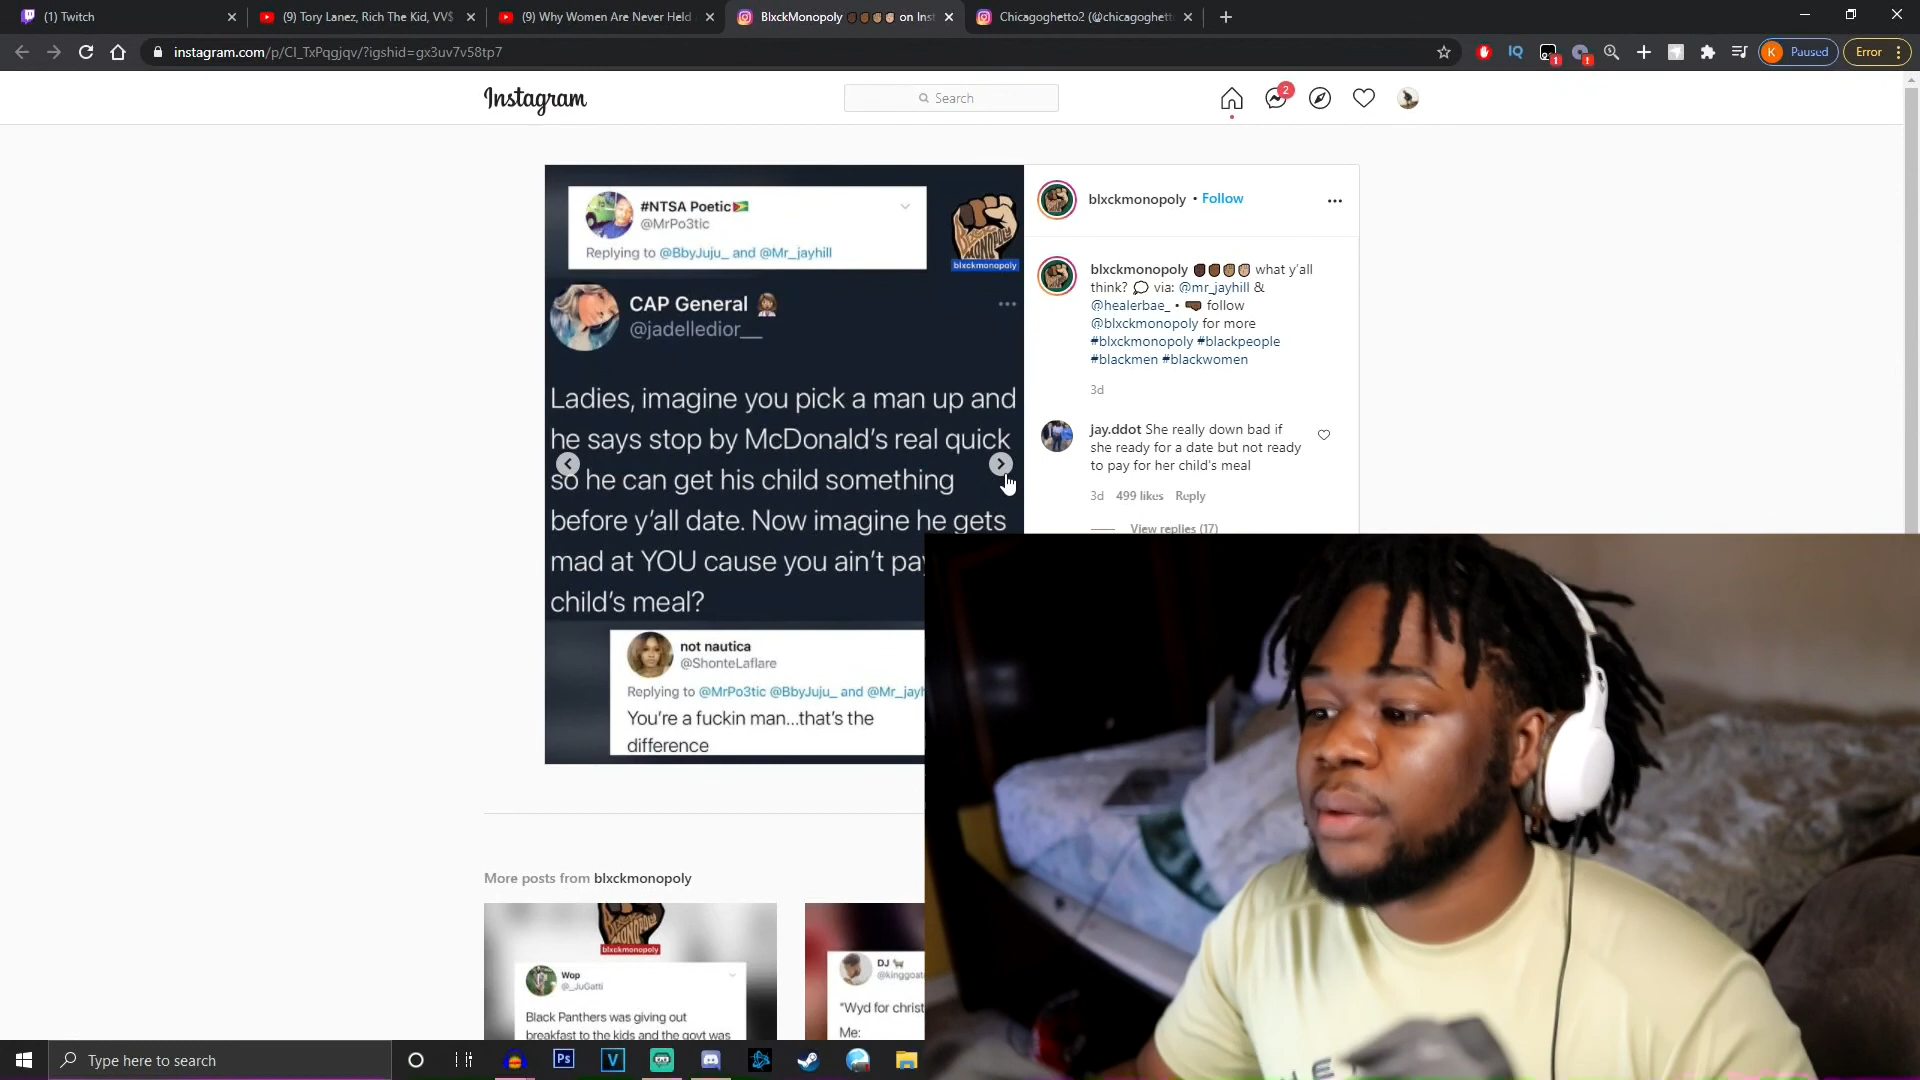 (1) Twitch
(9) Tory Lanez, Rich The Kid, VV$
(9) Why Women Are Never Held
BlxckMonopoly on Inst
Chicagoghetto2 (@chicagoghett
instagram.com/p/CI_TxPqgjqv/?igshid=gx3uv7v58tp7
Paused
Error
Instagram
Search
2
#NTSA Poetic
@MrPo3tic
Replying to @BbyJuju_ and @Mr_jayhill
MONOPOLY
blxckmonopoly
CAP General
@jadelledior__
Ladies, imagine you pick a man up and
he says stop by McDonald's real quick
so he can get his child something
before y'all date. Now imagine he gets
mad at YOU cause you ain't pay
child's meal?
not nautica
@ShonteLaflare
Replying to @MrPo3tic @BbyJuju_ and @Mr_jayh
You're a fuckin man...that's the
difference
blxckmonopoly • Follow
blxckmonopoly what y'all
think? via: @mr_jayhill &
@healerbae_ • follow
@blxckmonopoly for more
#blxckmonopoly #blackpeople
#blackmen #blackwomen
3d
jay.ddot She really down bad if
she ready for a date but not ready
to pay for her child's meal
3d 499 likes Reply
View replies (17)
More posts from blxckmonopoly
MONOPOLY
blxckmonopoly
Wop
@_JuGatti
Black Panthers was giving out
breakfast to the kids and the govt was
DJ
@kinggoat
"Wyd for christ
Me:
Type here to search